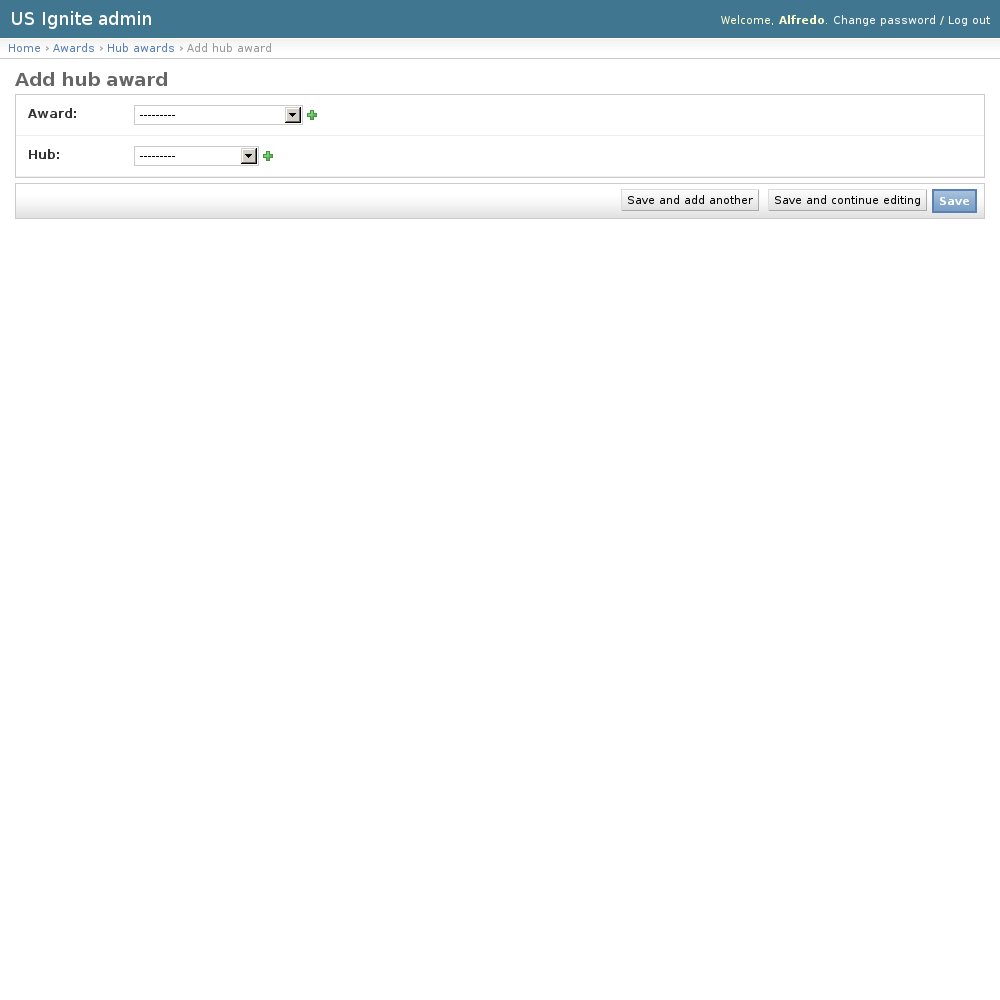 US Ignite admin
Welcome, Alfredo. Change password / Log out
Home › Awards › Hub awards › Add hub award
Add hub award
Award: ---------
Hub: ---------
Save and add another Save and continue editing Save